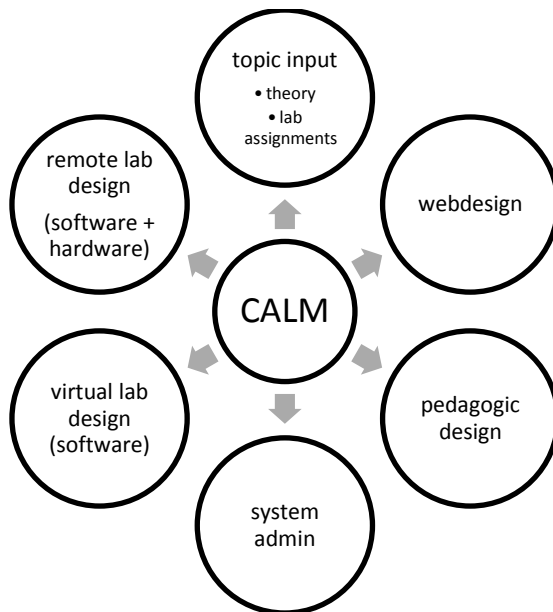 topic input
• theory
• lab
assignments
remote lab
design
(software +
hardware)
webdesign
CALM
virtual lab
design
(software)
pedagogic
design
system
admin